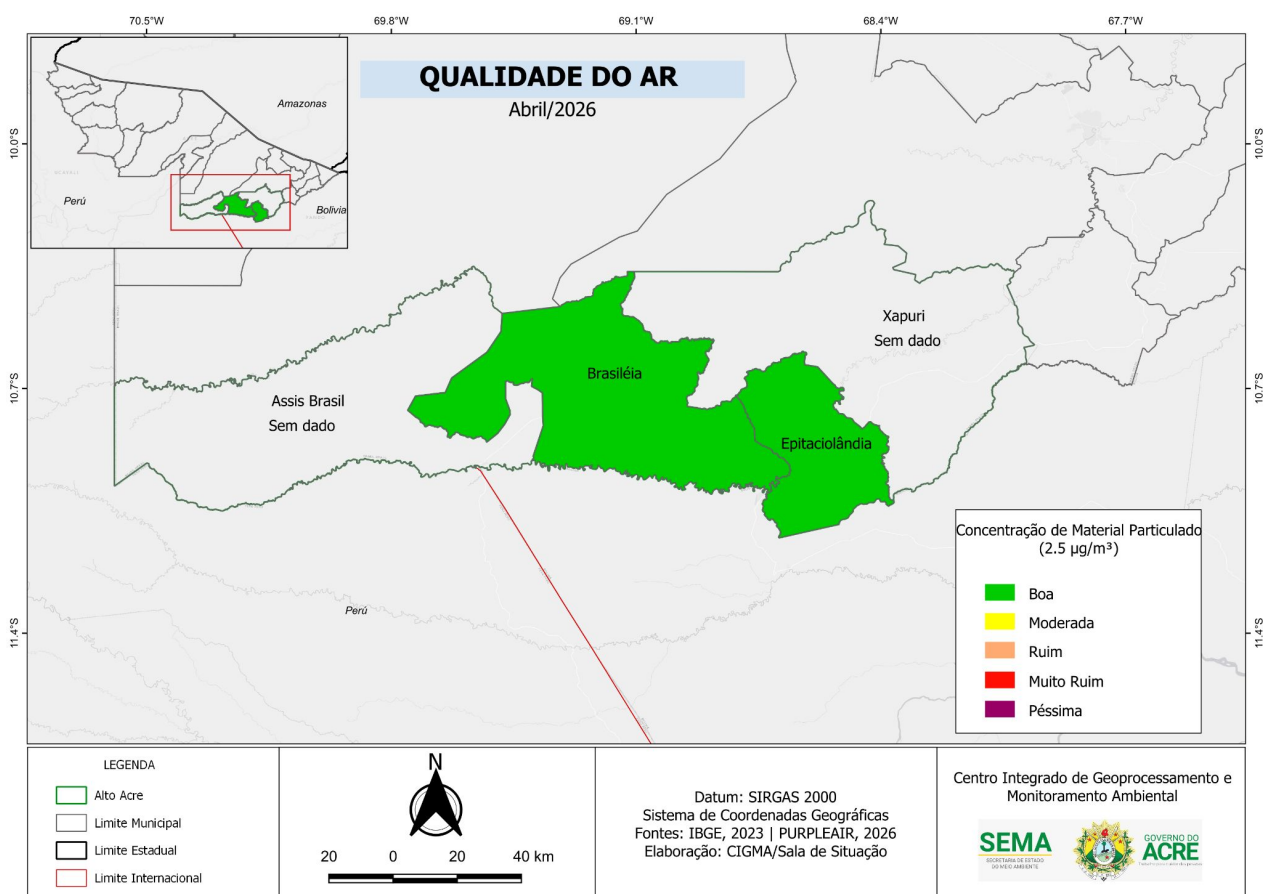 70.5°W
69.8°W
69.1°W
68.4°W
67.7°W
QUALIDADE DO AR
Abril/2026
Amazonas
Perú
Bolivia
10.0°S
10.0°S
10.7°S
10.7°S
11.4°S
11.4°S
Xapuri
Sem dado
Brasiléia
Assis Brasil
Sem dado
Epitaciolândia
Perú
Concentração de Material Particulado
(2.5 µg/m³)
Boa
Moderada
Ruim
Muito Ruim
Péssima
LEGENDA
Alto Acre
Limite Municipal
Limite Estadual
Limite Internacional
N
20 0 20 40 km
Datum: SIRGAS 2000
Sistema de Coordenadas Geográficas
Fontes: IBGE, 2023 | PURPLEAIR, 2026
Elaboração: CIGMA/Sala de Situação
Centro Integrado de Geoprocessamento e
Monitoramento Ambiental
SEMA
SECRETARIA DE ESTADO
DO MEIO AMBIENTE
GOVERNO DO
ACRE